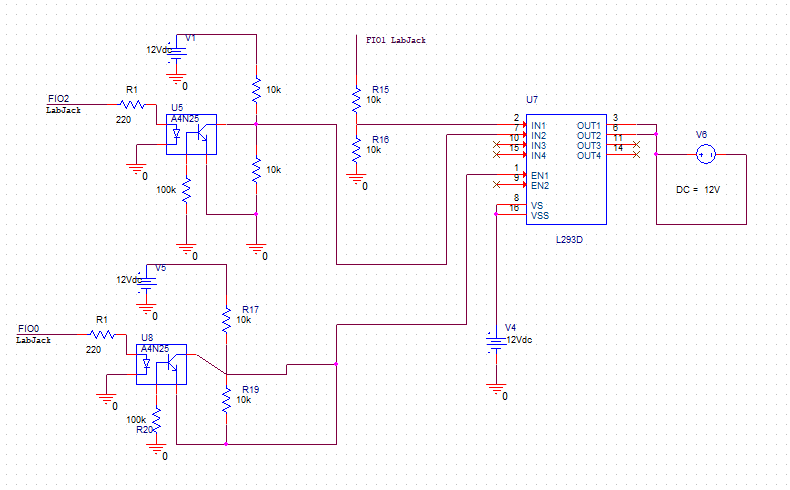 V1
12Vdc
0
FIO2
LabJack
R1
220
U5
A4N25
10k
10k
0
100k
0
0
FIO1 LabJack
R15
10k
R16
10k
0
U7
2
7
10
15
1
9
8
16
IN1
IN2
IN3
IN4
EN1
EN2
VS
VSS
OUT1
OUT2
OUT3
OUT4
3
6
11
14
L293D
V6
DC = 12V
V5
12Vdc
0
FIO0
LabJack
R1
220
U8
A4N25
R17
10k
R19
10k
0
100k
R20
0
V4
12Vdc
0